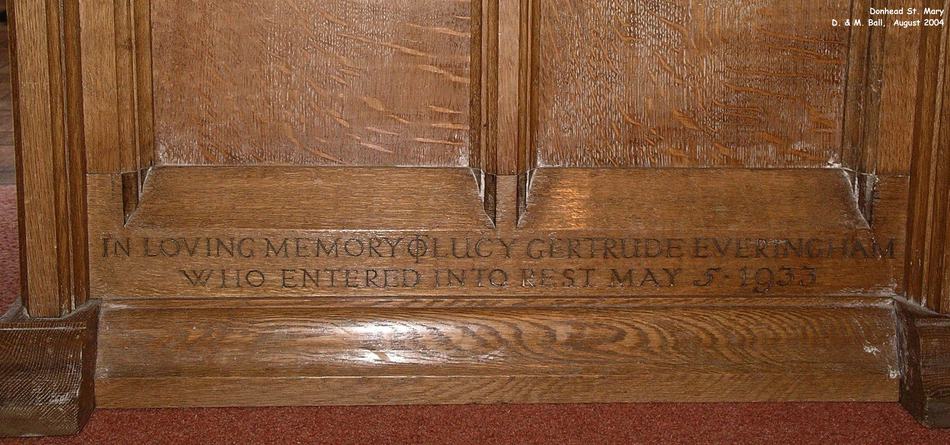 Donhead St. Mary
D. & M. Ball, August 2004
IN LOVING MEMORY OF LUCY GERTRUDE EVERINGHAM
WHO ENTERED INTO REST MAY 5·1933